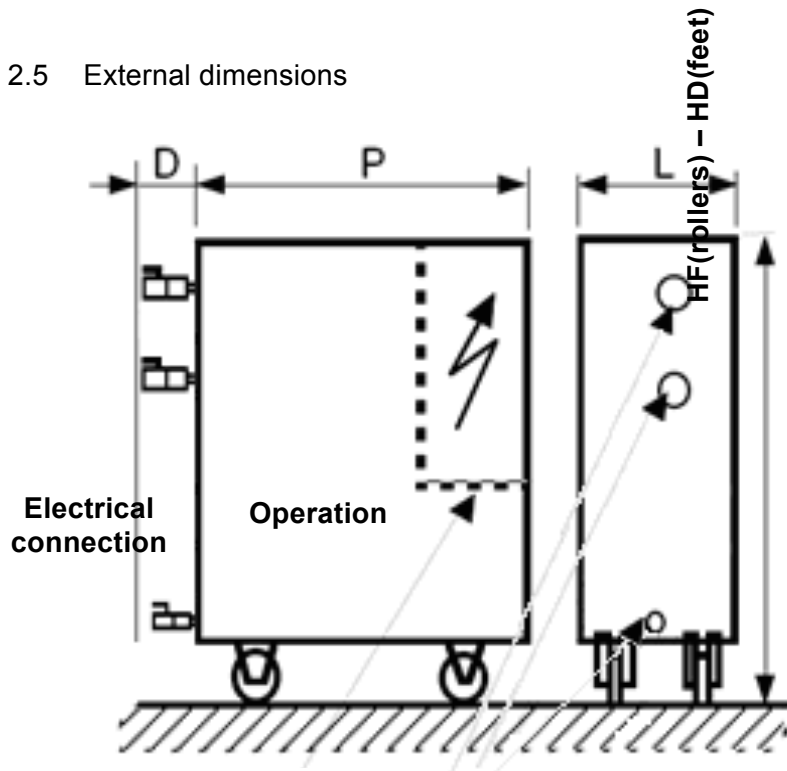 2.5 External dimensions
HF(rollers) – HD(feet)
D
P
L
Electrical
connection
Operation